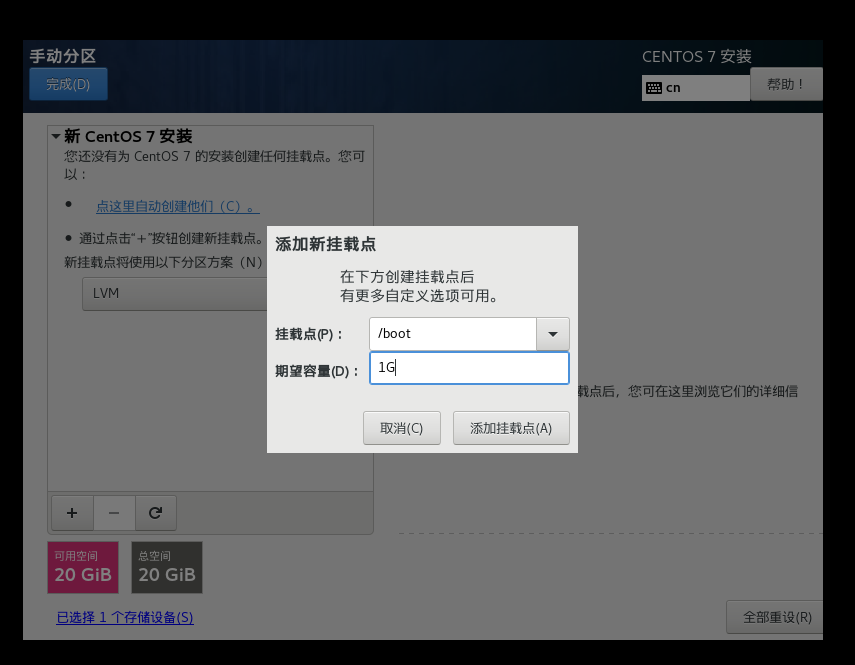 手动分区
CENTOS 7 安装
完成(D)
cn
帮助！
新 CentOS 7 安装
您还没有为 CentOS 7 的安装创建任何挂载点。您可
以：
点这里自动创建他们（C）。
通过点击“+”按钮创建新挂载点。
新挂载点将使用以下分区方案（N）
LVM
添加新挂载点
在下方创建挂载点后
有更多自定义选项可用。
挂载点(P)：
/boot
期望容量(D)：
1G
取消(C)
添加挂载点(A)
载点后，您可在这里浏览它们的详细信
+ −
可用空间
20 GiB
总空间
20 GiB
已选择 1 个存储设备(S)
全部重设(R)